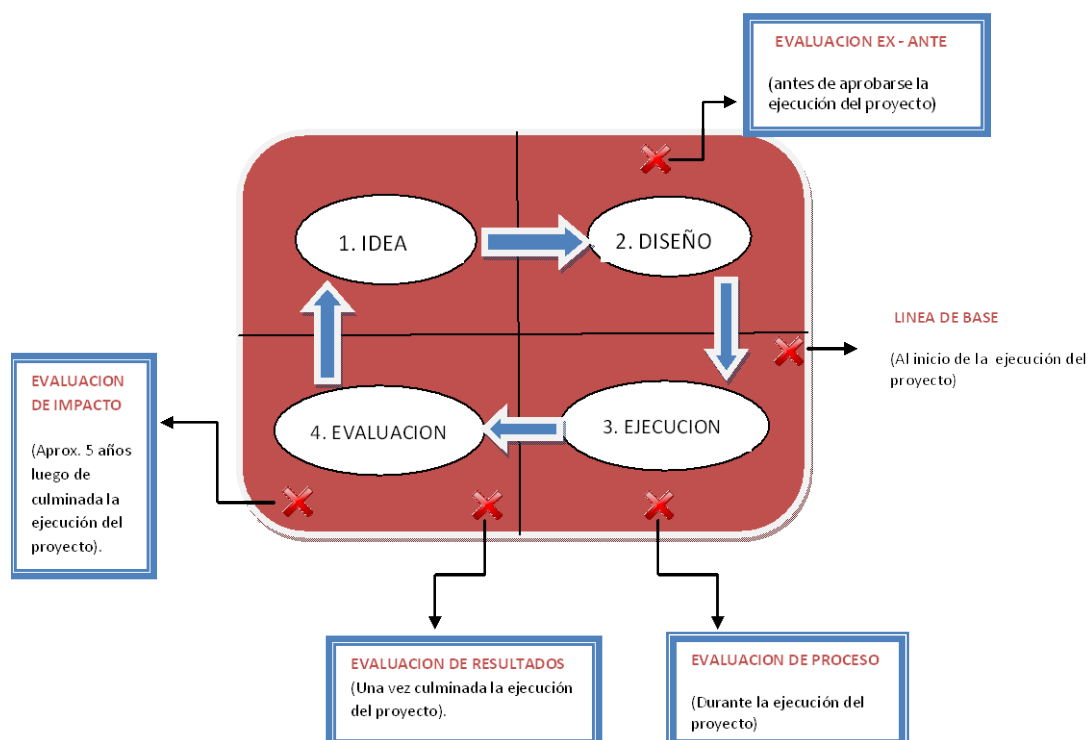 EVALUACION EX - ANTE
(antes de aprobarse la
ejecución del proyecto)
1. IDEA
2. DISEÑO
LINEA DE BASE
(Al inicio de la ejecución del
proyecto)
EVALUACION
DE IMPACTO
(Aprox. 5 años
luego de
culminada la
ejecución del
proyecto).
4. EVALUACION
3. EJECUCION
EVALUACION DE RESULTADOS
(Una vez culminada la ejecución
del proyecto).
EVALUACION DE PROCESO
(Durante la ejecución del
proyecto)